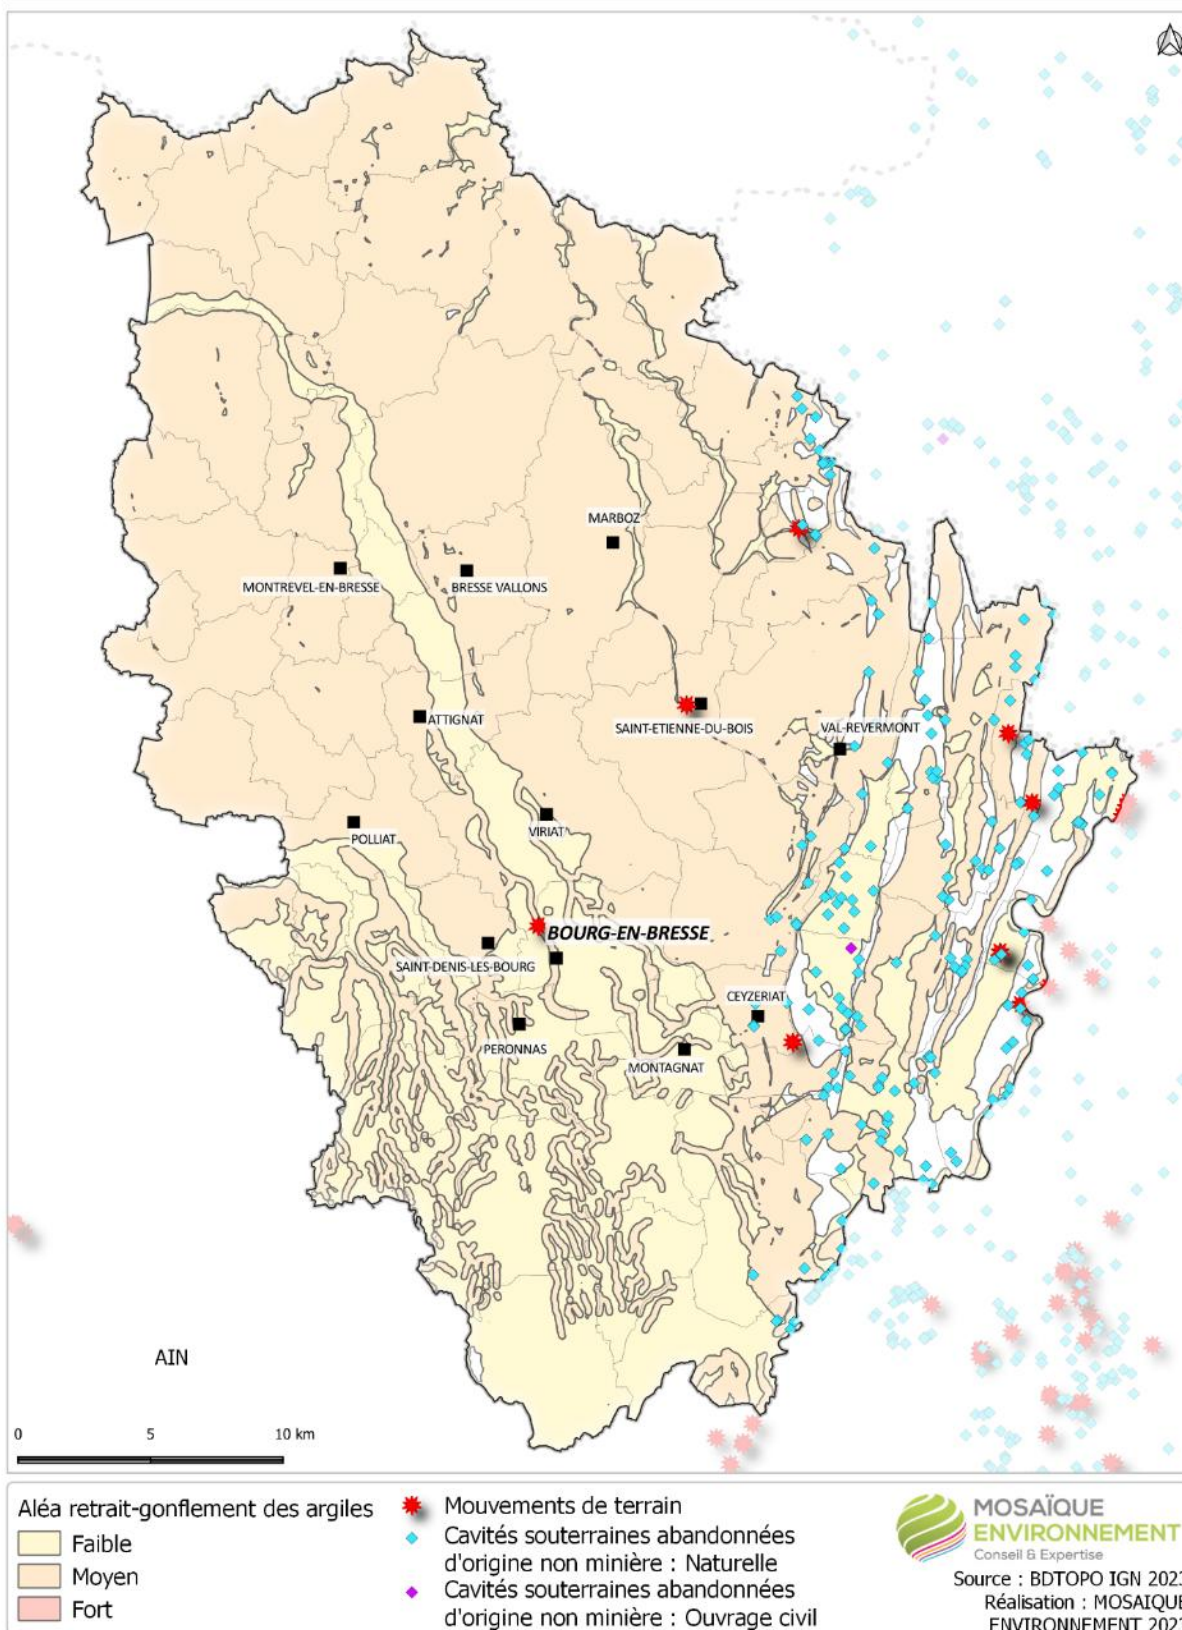 MARBOZ
MONTREVEL-EN-BRESSE
BRESSE VALLONS
ATTIGNAT
SAINT-ETIENNE-DU-BOIS
VAL-REVERMONT
POLLIAT
VIRIAT
BOURG-EN-BRESSE
SAINT-DENIS-LES-BOURG
CEYZERIAT
PERONNAS
MONTAGNAT
AIN
0 5 10 km
Aléa retrait-gonflement des argiles
Faible
Moyen
Fort
Mouvements de terrain
Cavités souterraines abandonnées
d'origine non minière : Naturelle
Cavités souterraines abandonnées
d'origine non minière : Ouvrage civil
MOSAÏQUE
ENVIRONNEMENT
Conseil & Expertise
Source : BDTOPO IGN 2023
Réalisation : MOSAIQUE
ENVIRONNEMENT 2023